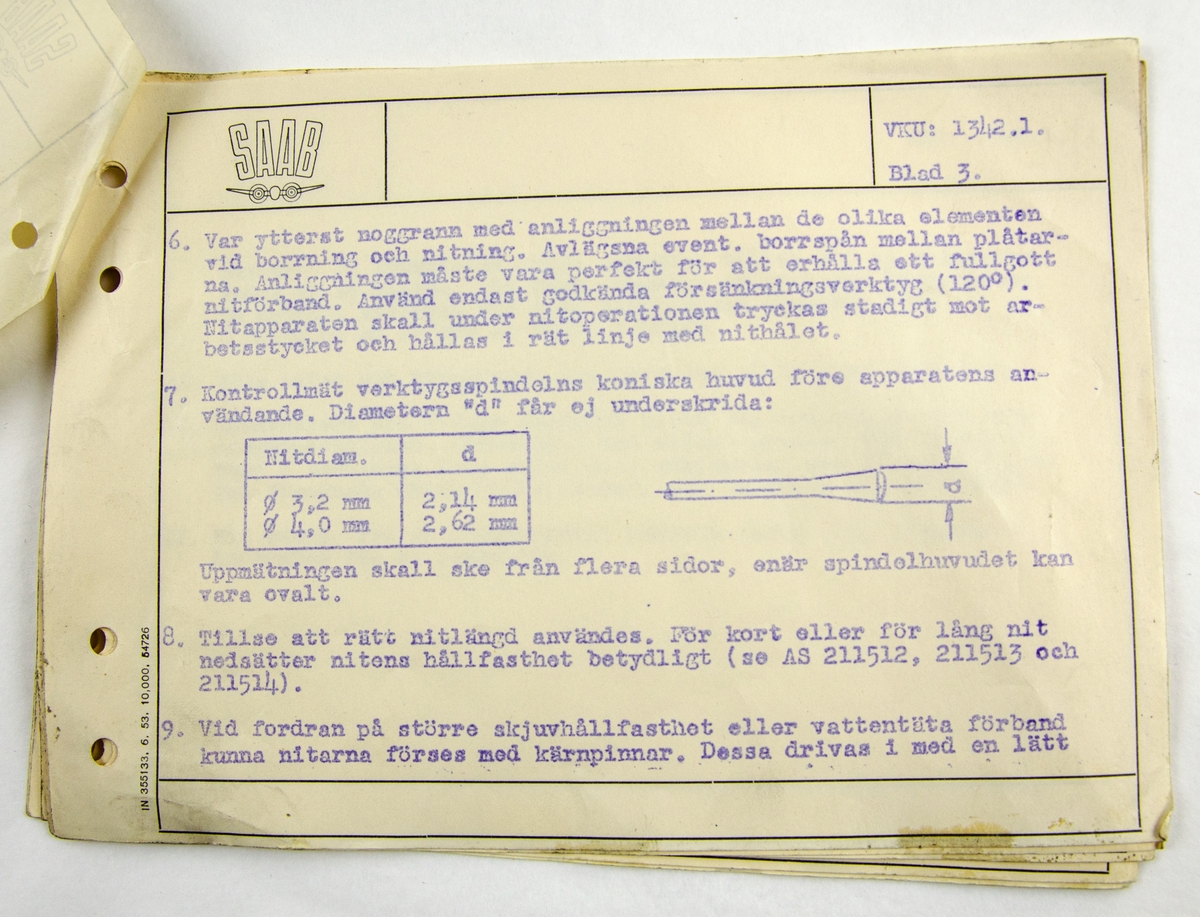 SAAB
VKU: 1342.1.
Blad 3.
6. Var ytterst noggrann med anliggningen mellan de olika elementen
vid borrning och nitning. Avlägsna event. borrspån mellan plåtar-
na. Anliggningen måste vara perfekt för att erhålla ett fullgott
nitförband. Använd endast godkända försänkningsverktyg (120°).
Nitapparaten skall under nitoperationen tryckas stadigt mot ar-
betsstycket och hållas i rät linje med nithålet.
7. Kontrollmät verktygsspindelns koniska huvud före apparatens an-
vändande. Diametern "d" får ej underskrida:
Nitdiam. d
Ø 3,2 mm 2,14 mm
Ø 4,0 mm 2,62 mm
d
Uppmätningen skall ske från flera sidor, enär spindelhuvudet kan
vara ovalt.
8. Tillse att rätt nitlängd användes. För kort eller för lång nit
nedsätter nitens hållfasthet betydligt (se AS 211512, 211513 och
211514).
9. Vid fordran på större skjuvhållfasthet eller vattentäta förband
kunna nitarna förses med kärnpinnar. Dessa drivas i med en lätt
IN 355133. 6. 53. 10,000. 54726
SAAB